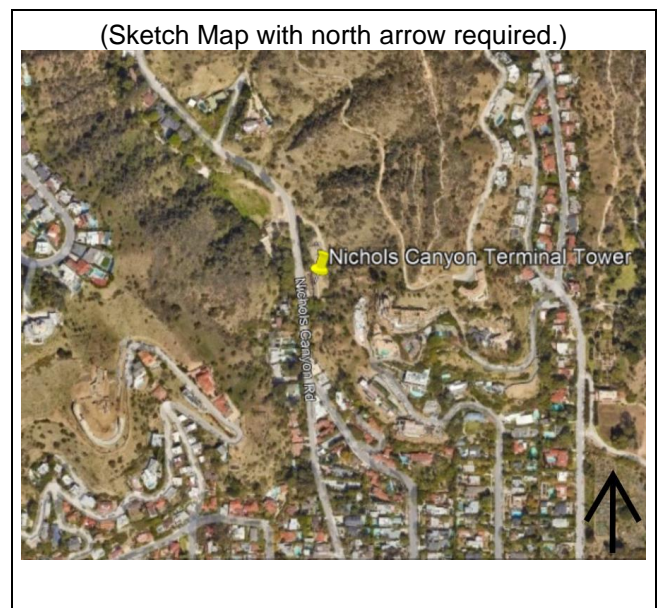 (Sketch Map with north arrow required.)
Nichols Canyon Terminal Tower
Nichols Canyon Rd